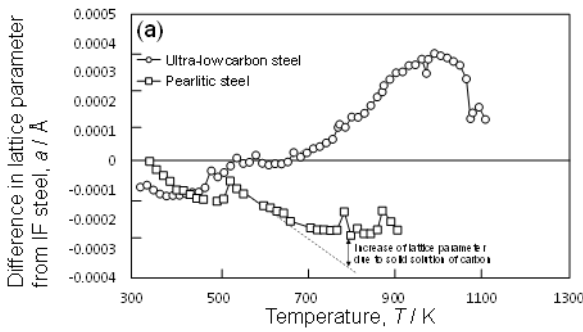 0.0005
(a)
0.0004
Ultra-low carbon steel
0.0003
Pearlitic steel
0.0002
0.0001
0
-0.0001
-0.0002
-0.0003
-0.0004
Increase of lattice parameter
due to solid solution of carbon
300
500
700
900
1100
1300
Temperature, T / K
Difference in lattice parameter
from IF steel, a / Å